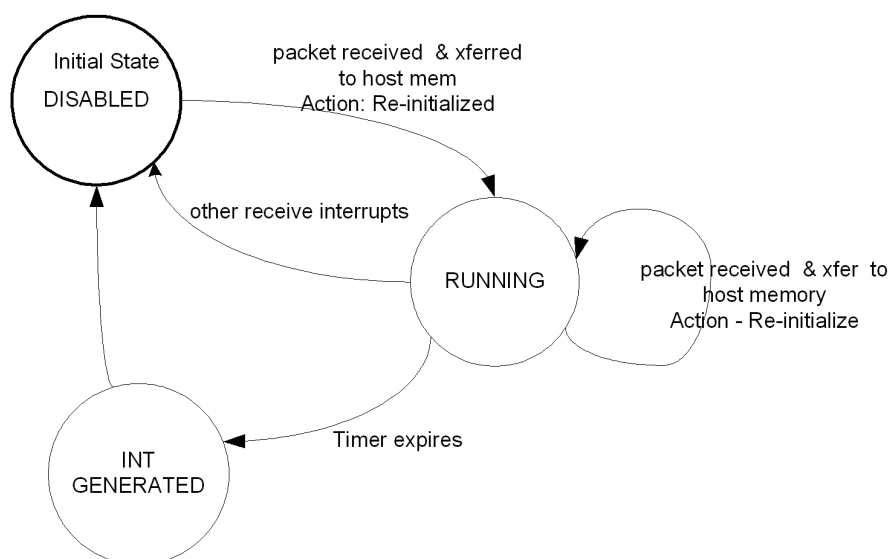 Initial State
DISABLED
packet received & xferred
to host mem
Action: Re-initialized
other receive interrupts
RUNNING
packet received & xfer to
host memory
Action - Re-initialize
Timer expires
INT
GENERATED